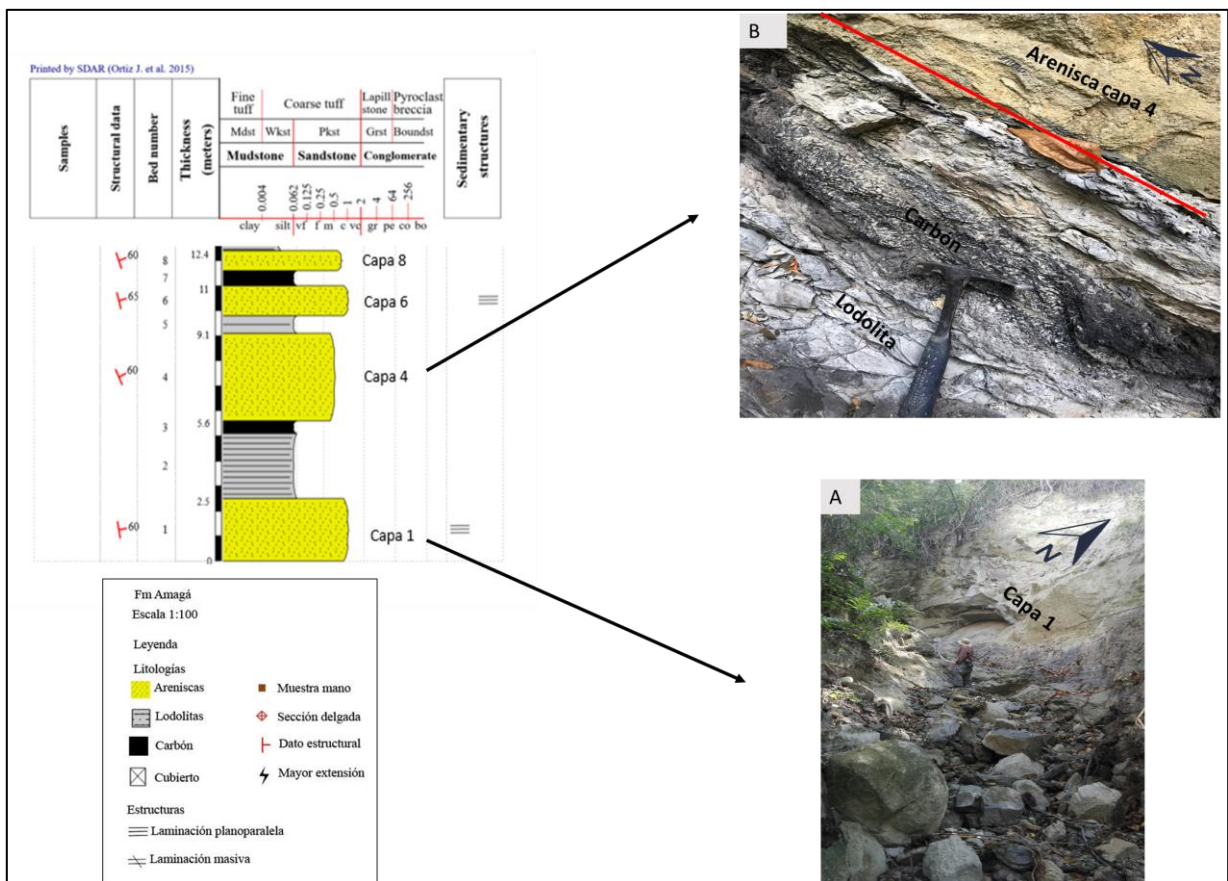 Printed by SDAR (Ortiz J. et al. 2015)
Samples
Structural data
Bed number
Thickness
(meters)
Fine
tuff
Coarse tuff
Lapill
stone
Pyroclast
breccia
Mdst
Wkst
Pkst
Grst
Boundst
Mudstone
Sandstone
Conglomerate
0.004
0.062
0.125
0.25
0.5
1
2
4
64
256
clay
silt
vf
f
m
c
vc
gr
pe
co
bo
Sedimentary
structures
60
8
12.4
Capa 8
7
65
6
11
Capa 6
5
9.1
60
4
Capa 4
3
5.6
2
2.5
60
1
Capa 1
0
Fm Amagá
Escala 1:100
Leyenda
Litologías
Areniscas
Muestra mano
Lodolitas
Sección delgada
Carbón
Dato estructural
Cubierto
Mayor extensión
Estructuras
Laminación planoparalela
Laminación masiva
B
Arenisca capa 4
N
Carbón
Lodolita
A
N
Capa 1